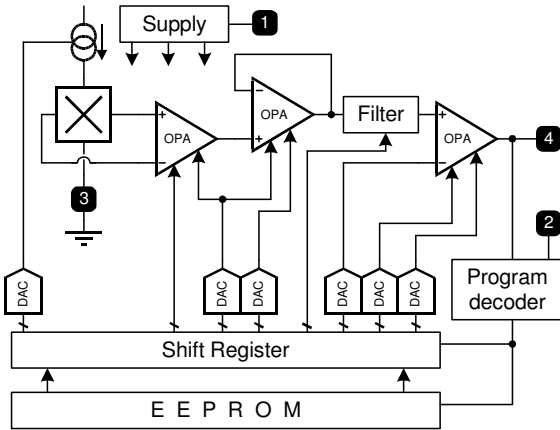 Supply
1
−
OPA
+
+
OPA
−
Filter
+
OPA
−
4
3
2
Program
decoder
DAC
DAC
DAC
DAC
DAC
DAC
Shift Register
E E P R O M